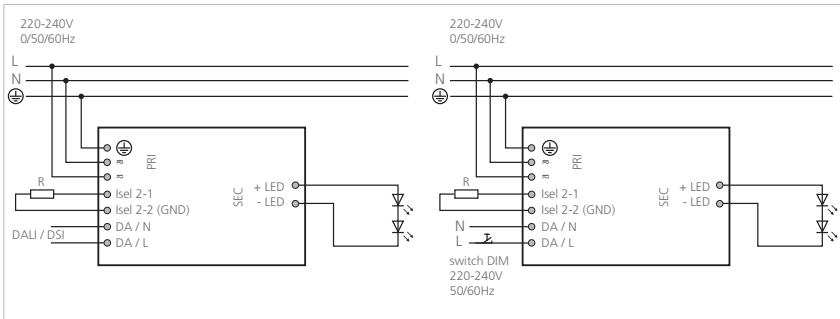 220-240V
0/50/60Hz
L
N
PRI
R
Isel 2-1
Isel 2-2 (GND)
DA / N
DA / L
DALI / DSI
SEC
+ LED
- LED
220-240V
0/50/60Hz
L
N
PRI
R
Isel 2-1
Isel 2-2 (GND)
N
DA / N
L
DA / L
switch DIM
220-240V
50/60Hz
SEC
+ LED
- LED